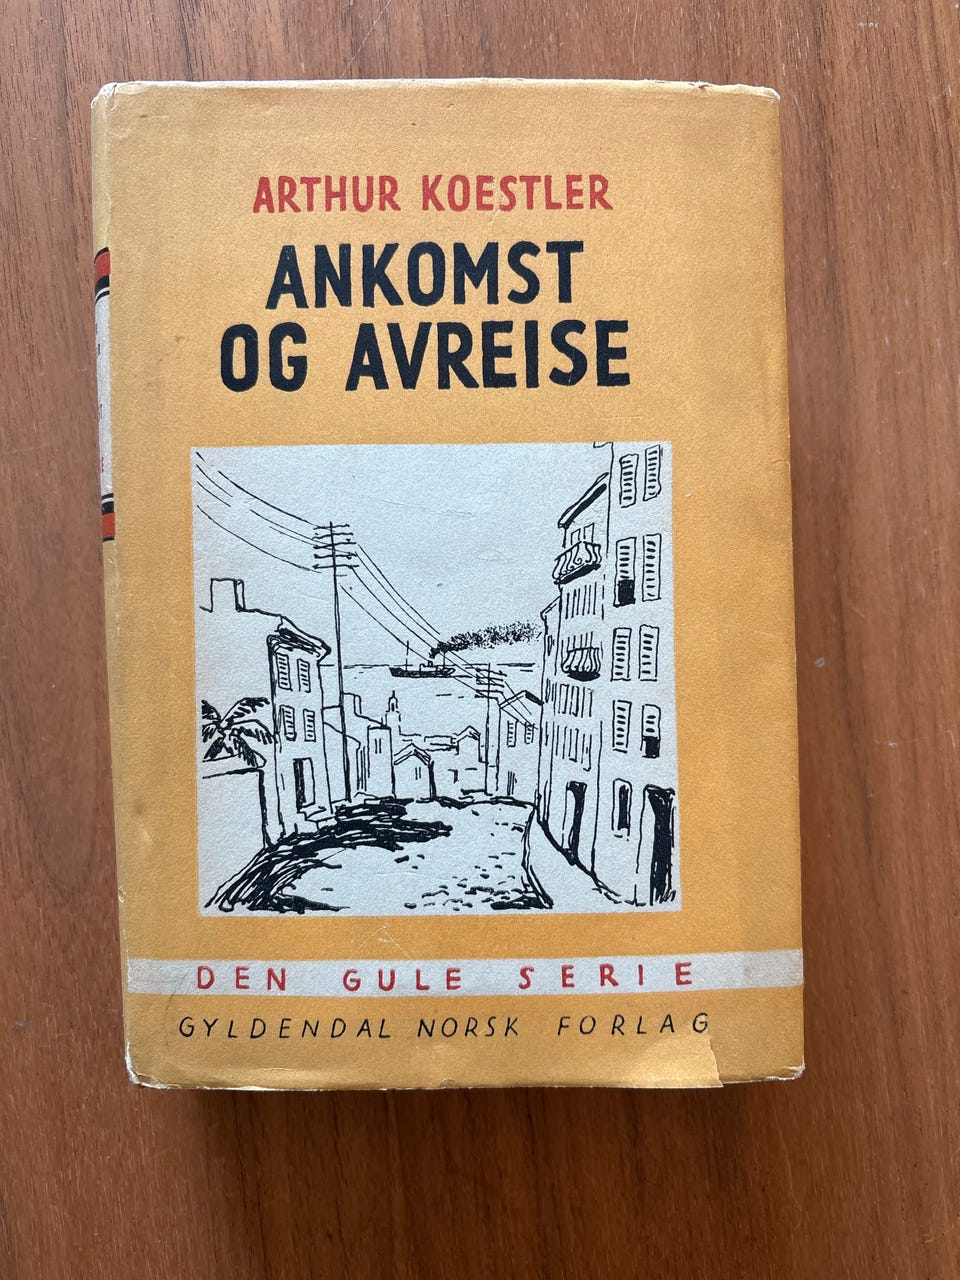 ARTHUR KOESTLER
ANKOMST
OG AVREISE
DEN GULE SERIE
GYLDENDAL NORSK FORLAG